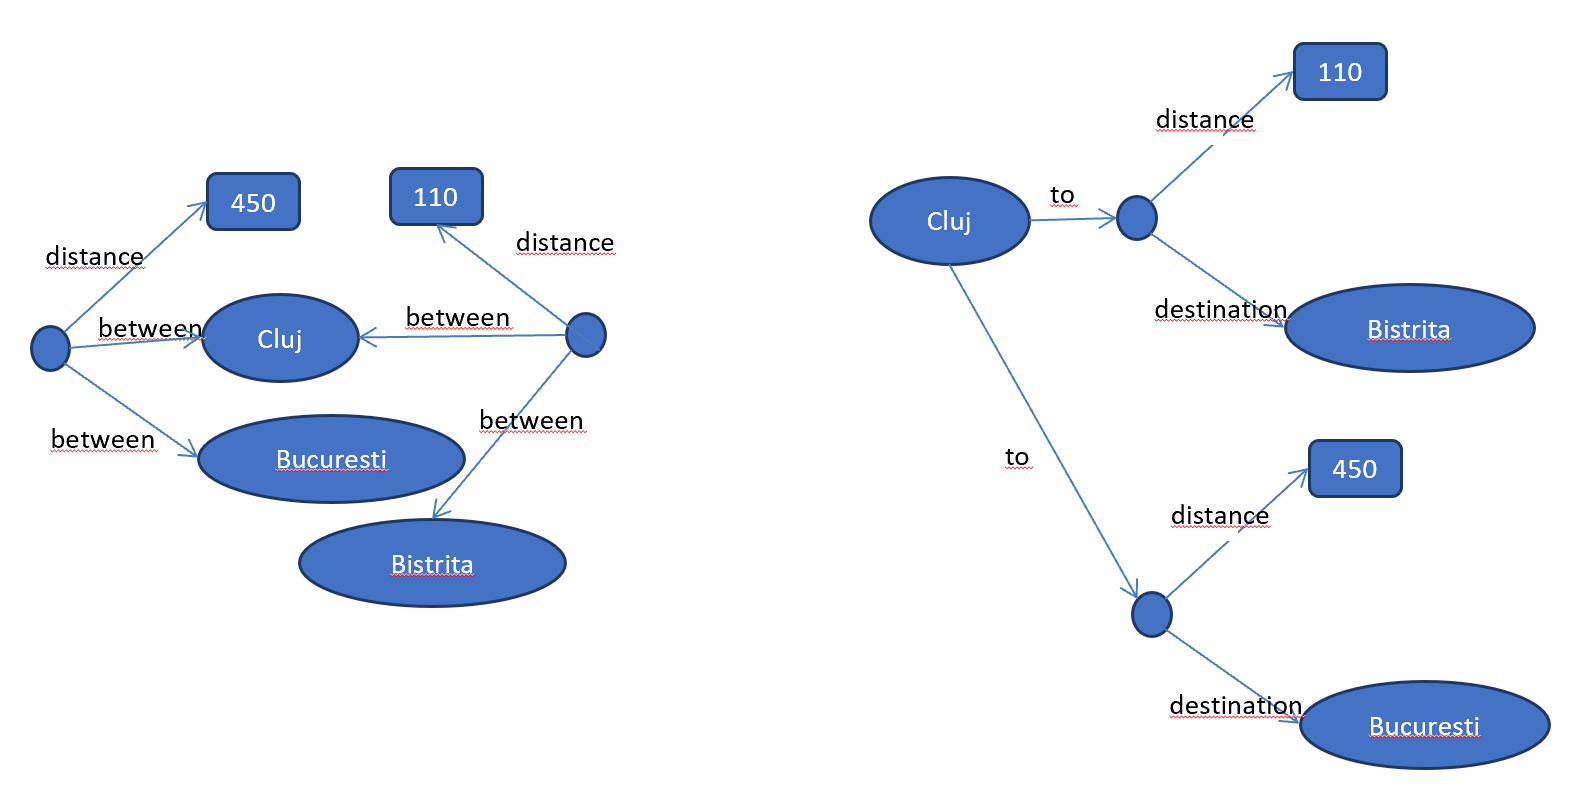 450
110
distance
distance
between
Cluj
between
between
Bucuresti
between
Bistrita
110
distance
to
Cluj
destination
Bistrita
to
450
distance
destination
Bucuresti